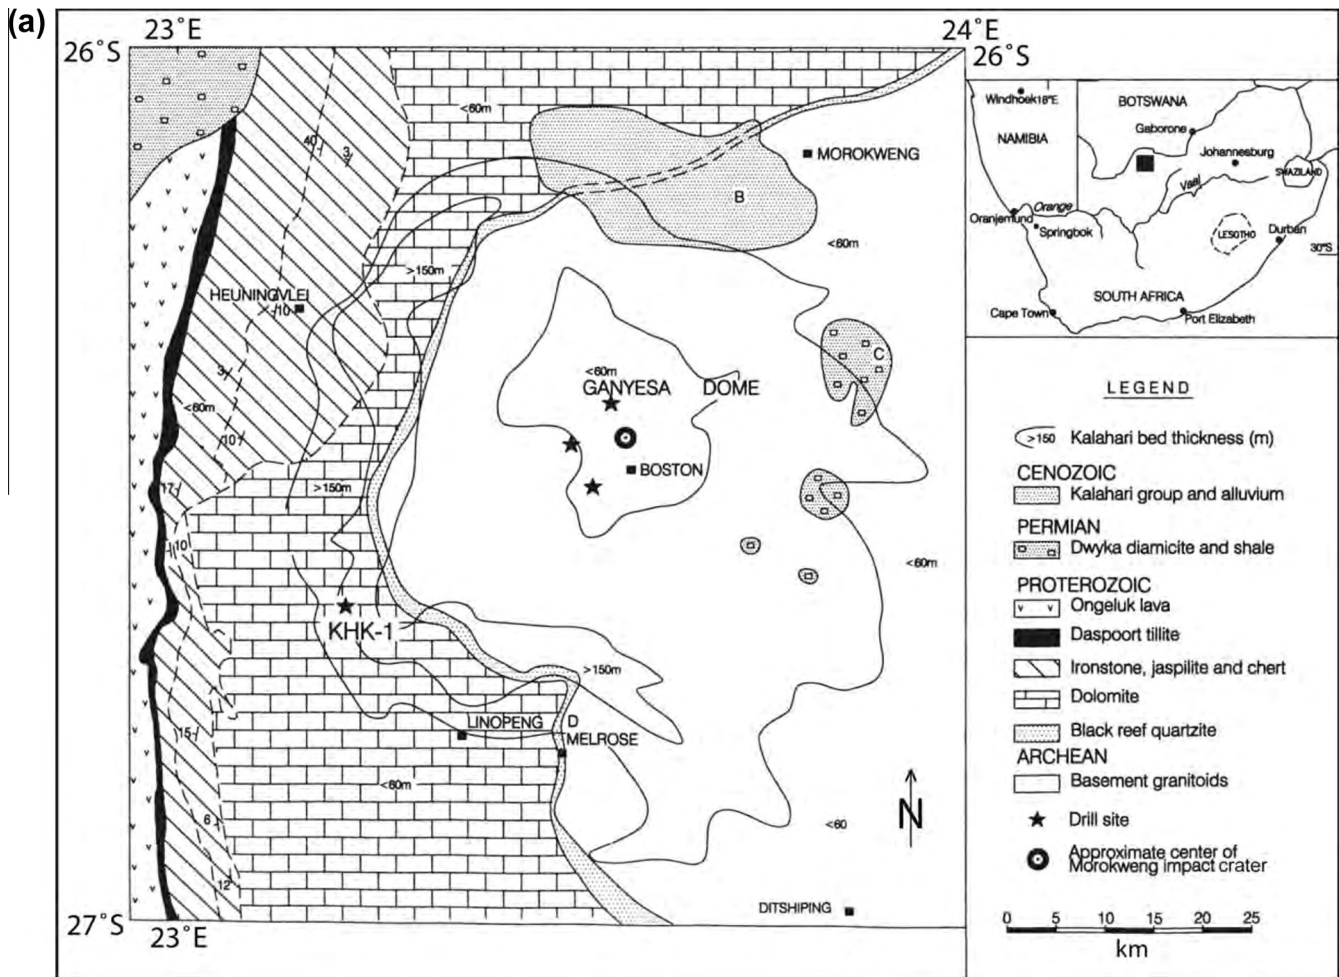 (a)
23°E
24°E
26°S
26°S
<60m
40
3
MOROKWENG
B
<60m
>150m
HEUNINGVLEI
10
C
<60m
GANYESA DOME
3
<60m
10
BOSTON
>150m
17
10
<60m
KHK-1
>150m
LINOPENG
D
MELROSE
15
<60m
6
<60
N
12
DITSHIPING
27°S
23°E
Windhoek
18°E
BOTSWANA
Gaborone
NAMIBIA
Johannesburg
SWAZILAND
Vaal
Orange
Oranjemund
Springbok
LESOTHO
Durban
30°S
SOUTH AFRICA
Cape Town
Port Elizabeth
LEGEND
>150 Kalahari bed thickness (m)
CENOZOIC
Kalahari group and alluvium
PERMIAN
Dwyka diamicite and shale
PROTEROZOIC
Ongeluk lava
Daspoort tillite
Ironstone, jaspilite and chert
Dolomite
Black reef quartzite
ARCHEAN
Basement granitoids
Drill site
Approximate center of
Morokweng impact crater
0 5 10 15 20 25
km